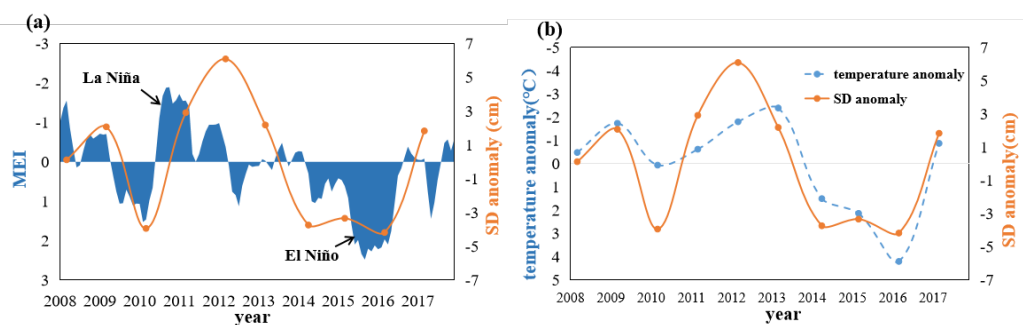 (a)
-3
-2
-1
0
1
2
3
MEI
La Niña
El Niño
7
5
3
1
-1
-3
-5
-7
SD anomaly (cm)
2008 2009 2010 2011 2012 2013 2014 2015 2016 2017
year
(b)
-5
-4
-3
-2
-1
0
1
2
3
4
5
temperature anomaly(℃)
temperature anomaly
SD anomaly
7
5
3
1
-1
-3
-5
-7
SD anomaly(cm)
2008 2009 2010 2011 2012 2013 2014 2015 2016 2017
year